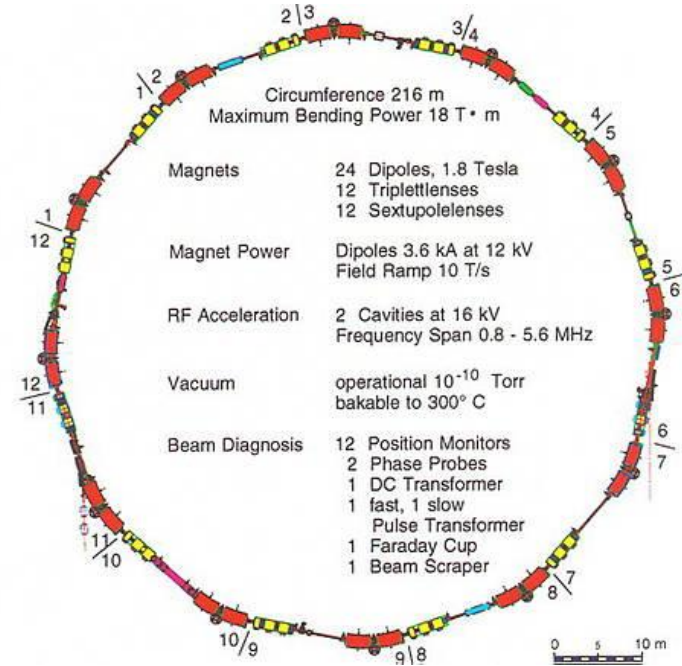 2/3
3/4
1/2
Circumference 216 m
Maximum Bending Power 18 T • m
4/5
Magnets 24 Dipoles, 1.8 Tesla
12 Triplettlenses
12 Sextupolelenses
1/12
Magnet Power Dipoles 3.6 kA at 12 kV
Field Ramp 10 T/s
5/6
RF Acceleration 2 Cavities at 16 kV
Frequency Span 0.8 - 5.6 MHz
Vacuum operational 10⁻¹⁰ Torr
bakable to 300° C
12/11
Beam Diagnosis 12 Position Monitors
6/7
2 Phase Probes
1 DC Transformer
1 fast, 1 slow
Pulse Transformer
1 Faraday Cup
1 Beam Scraper
11/10
8/7
10/9
9/8
0 5 10 m